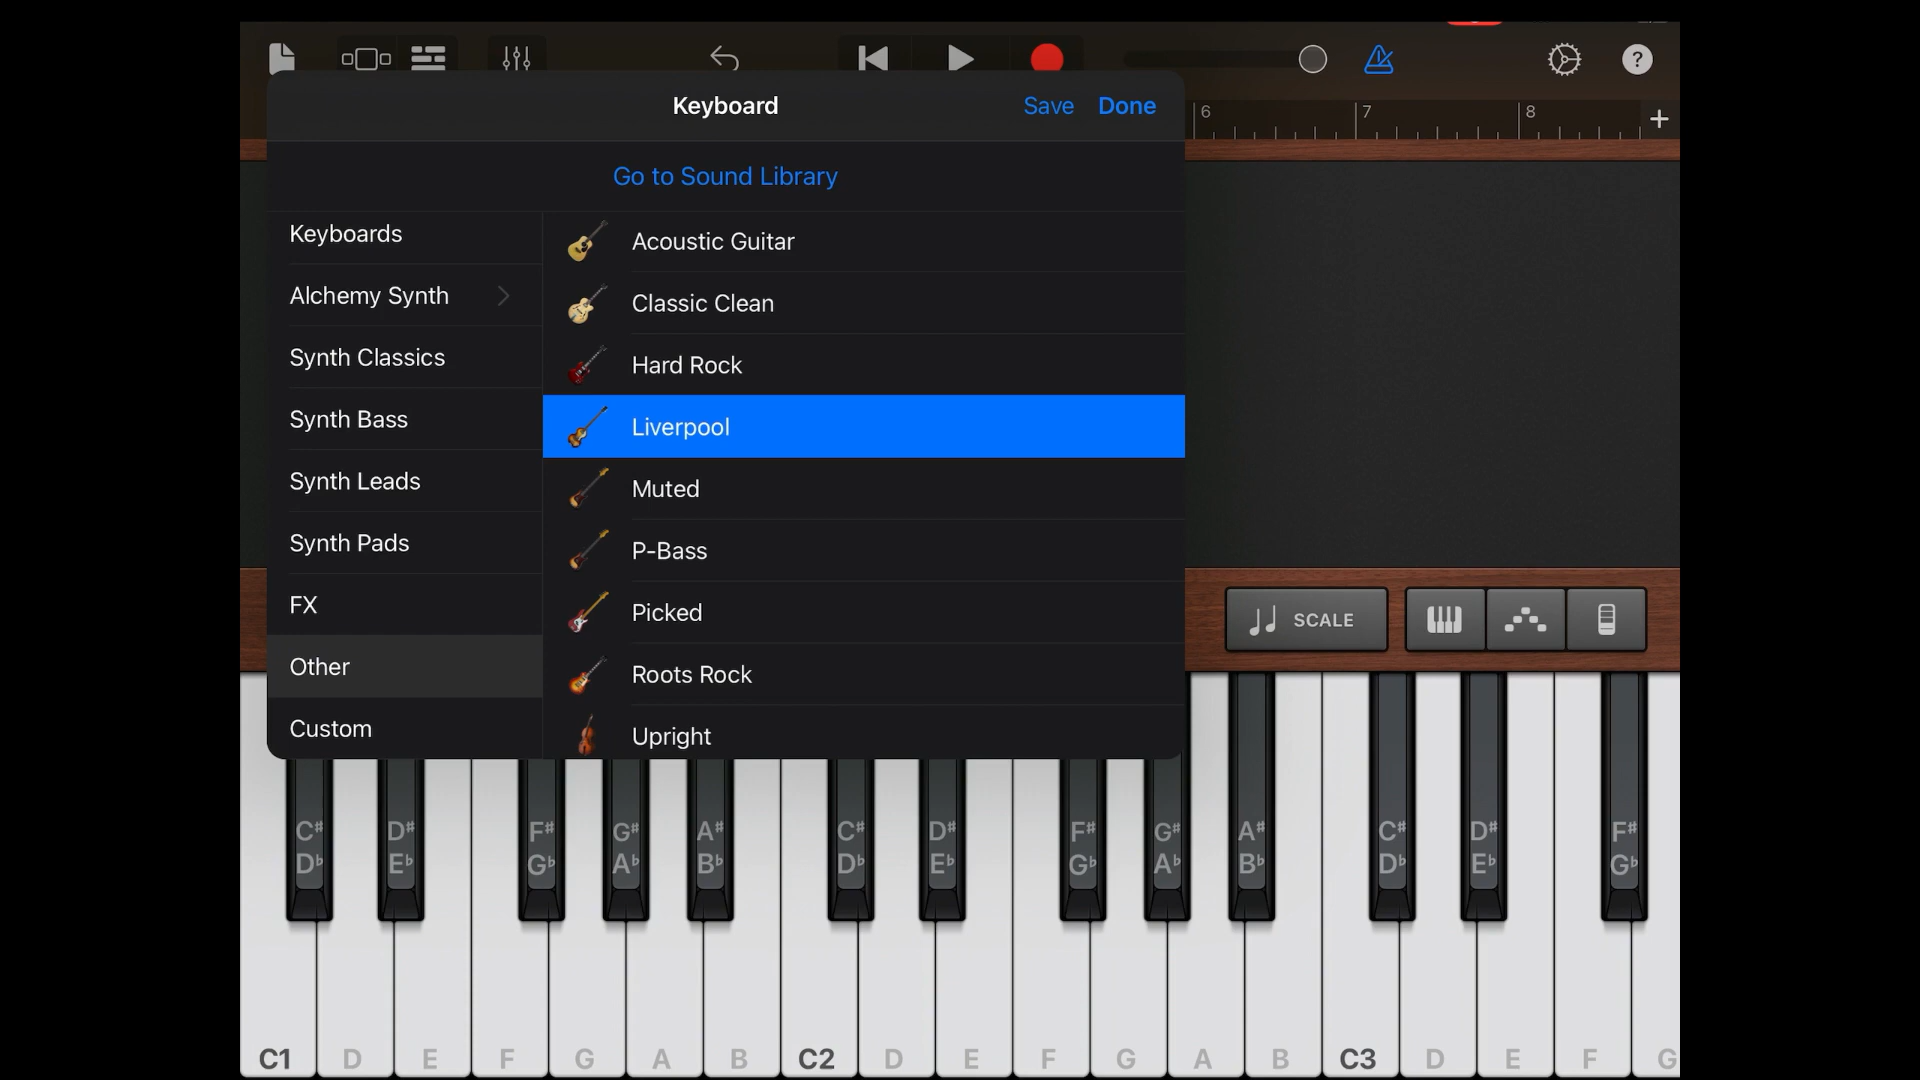 ?
Keyboard
Save
Done
6
7
8
+
Go to Sound Library
Keyboards
Alchemy Synth
Synth Classics
Synth Bass
Synth Leads
Synth Pads
FX
Other
Custom
Acoustic Guitar
Classic Clean
Hard Rock
Liverpool
Muted
P-Bass
Picked
Roots Rock
Upright
SCALE
C# D# F# G# A# C# D# F# G# A# C# D# F#
D♭ E♭ G♭ A♭ B♭ D♭ E♭ G♭ A♭ B♭ D♭ E♭ G♭
C1 D E F G A B C2 D E F G A B C3 D E F G